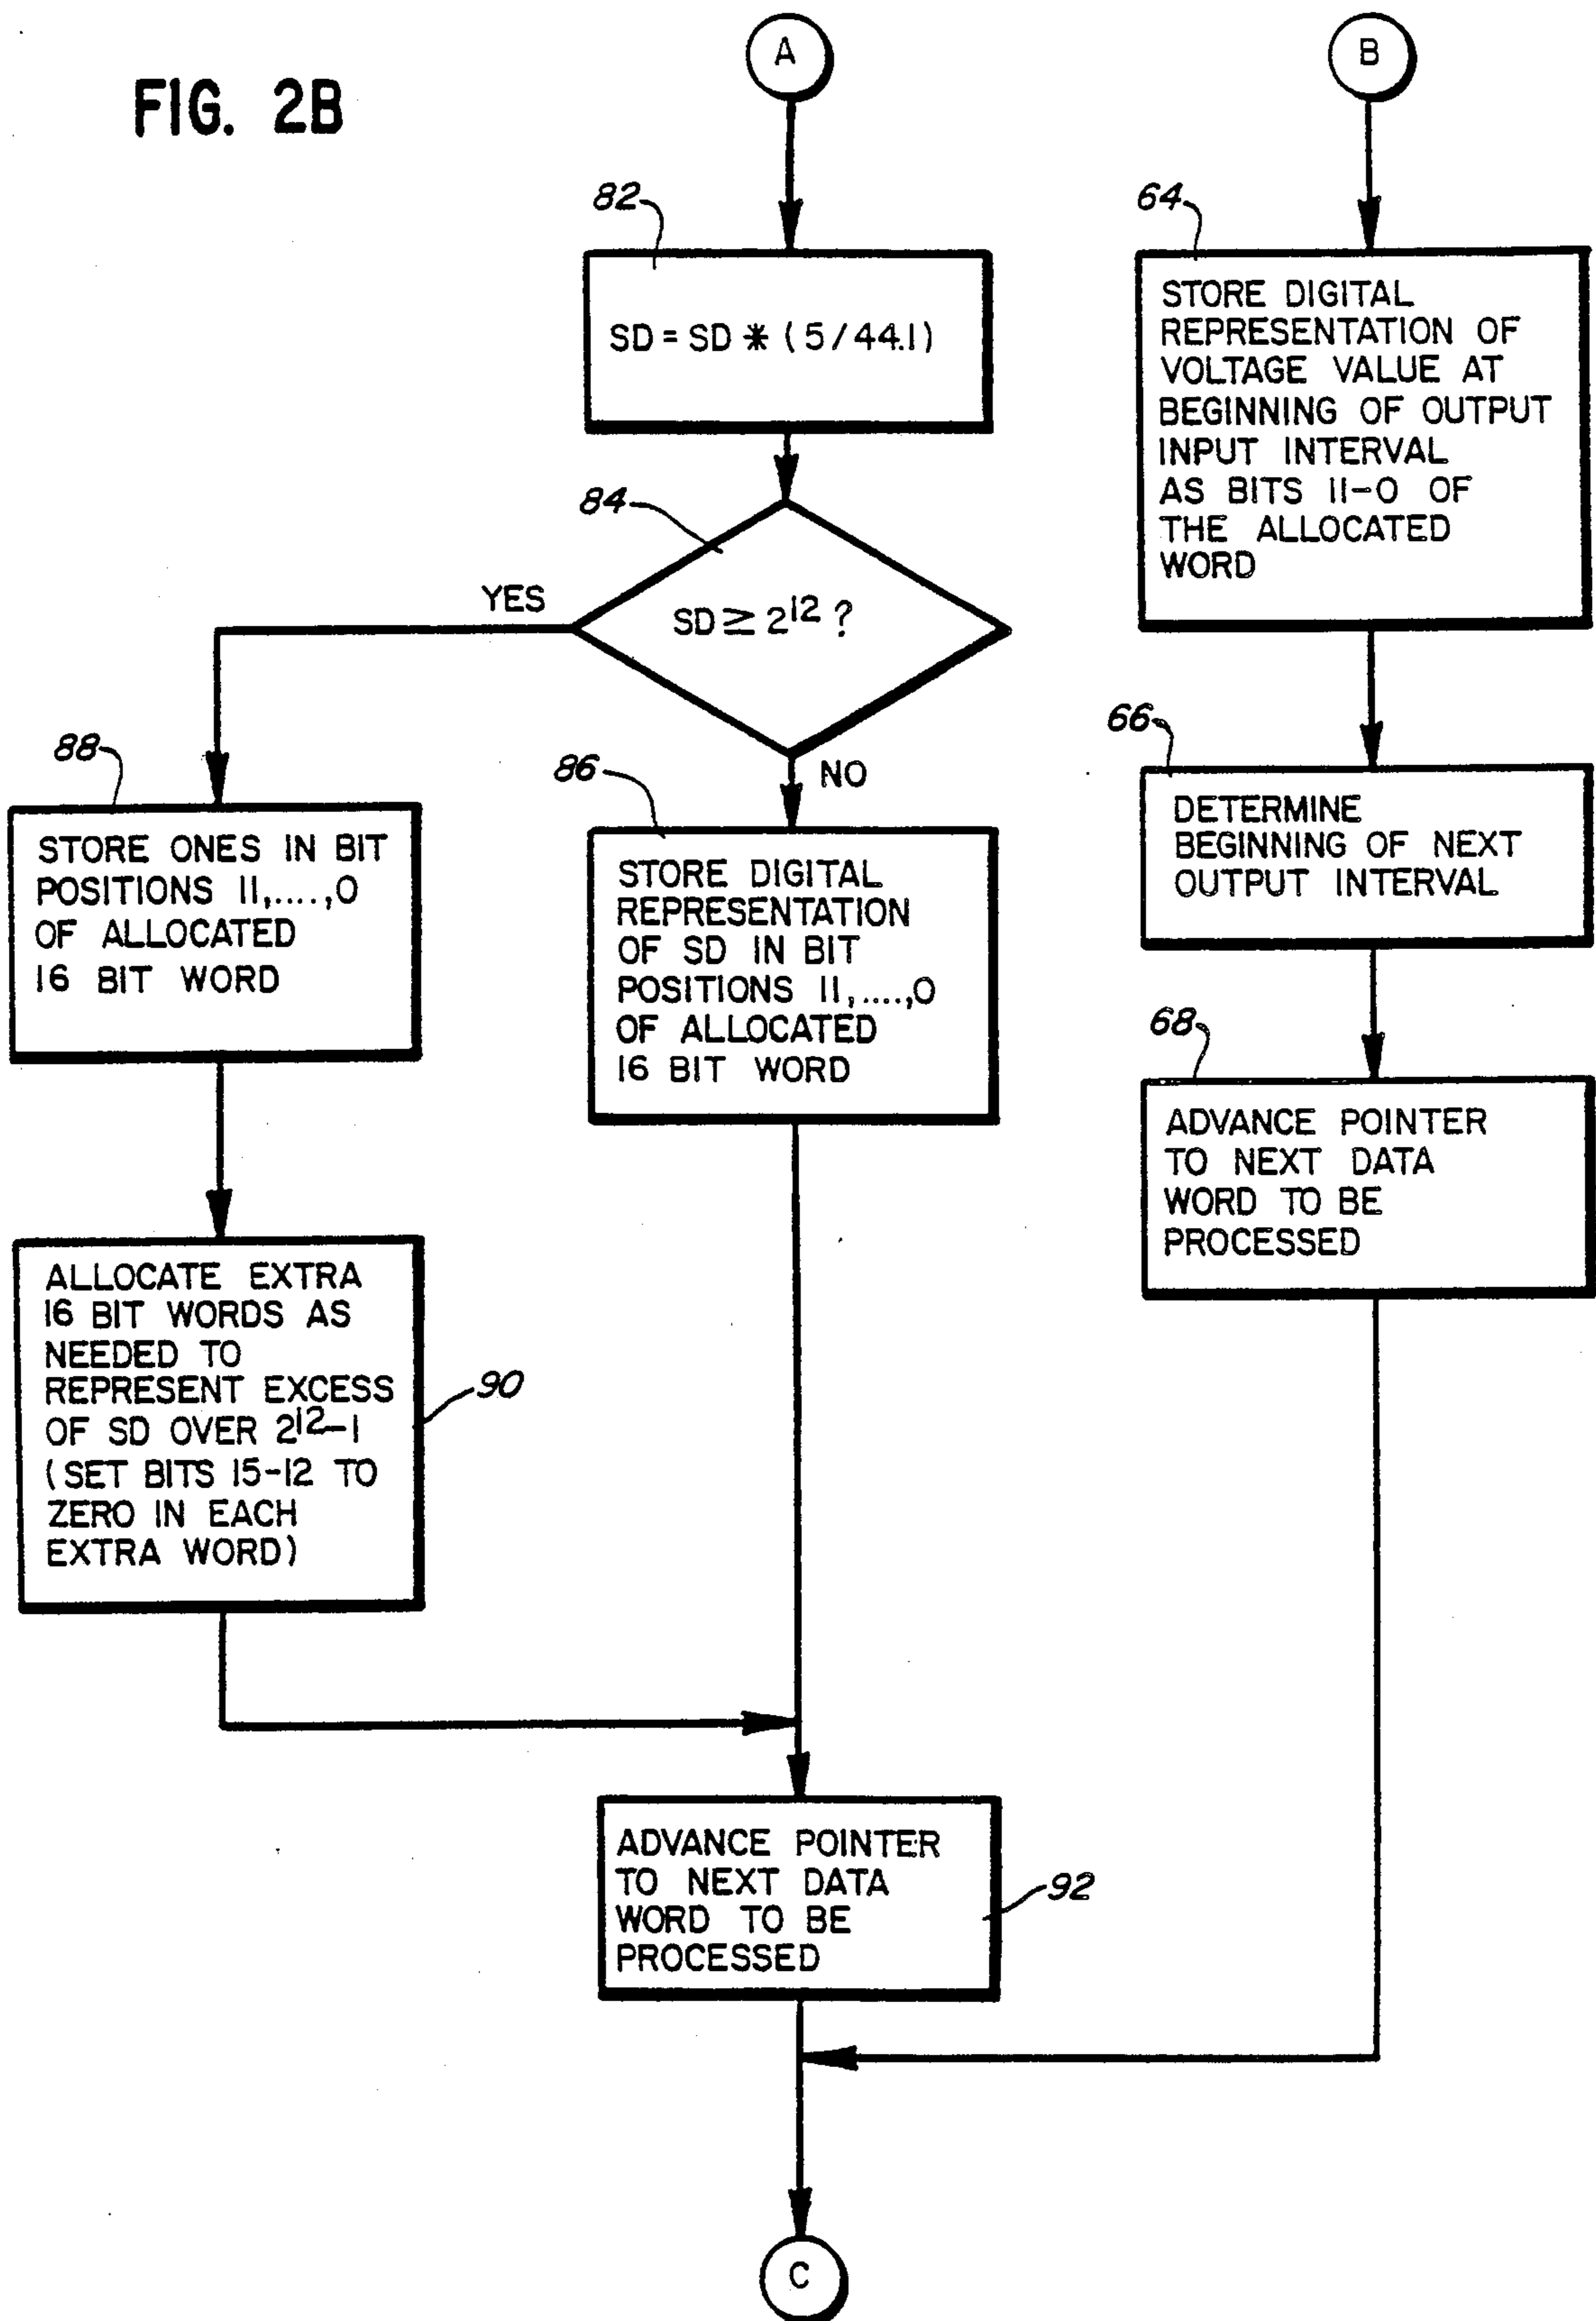 FIG. 2B
A
B
82
SD = SD * (5/44.1)
64
STORE DIGITAL
REPRESENTATION OF
VOLTAGE VALUE AT
BEGINNING OF OUTPUT
INPUT INTERVAL
AS BITS 11-0 OF
THE ALLOCATED
WORD
84
SD ≥ 2¹² ?
YES
NO
66
DETERMINE
BEGINNING OF NEXT
OUTPUT INTERVAL
88
STORE ONES IN BIT
POSITIONS 11,....,0
OF ALLOCATED
16 BIT WORD
86
STORE DIGITAL
REPRESENTATION
OF SD IN BIT
POSITIONS 11,....,0
OF ALLOCATED
16 BIT WORD
68
ADVANCE POINTER
TO NEXT DATA
WORD TO BE
PROCESSED
ALLOCATE EXTRA
16 BIT WORDS AS
NEEDED TO
REPRESENT EXCESS
OF SD OVER 2¹²-1
(SET BITS 15-12 TO
ZERO IN EACH
EXTRA WORD)
90
ADVANCE POINTER
TO NEXT DATA
WORD TO BE
PROCESSED
92
C